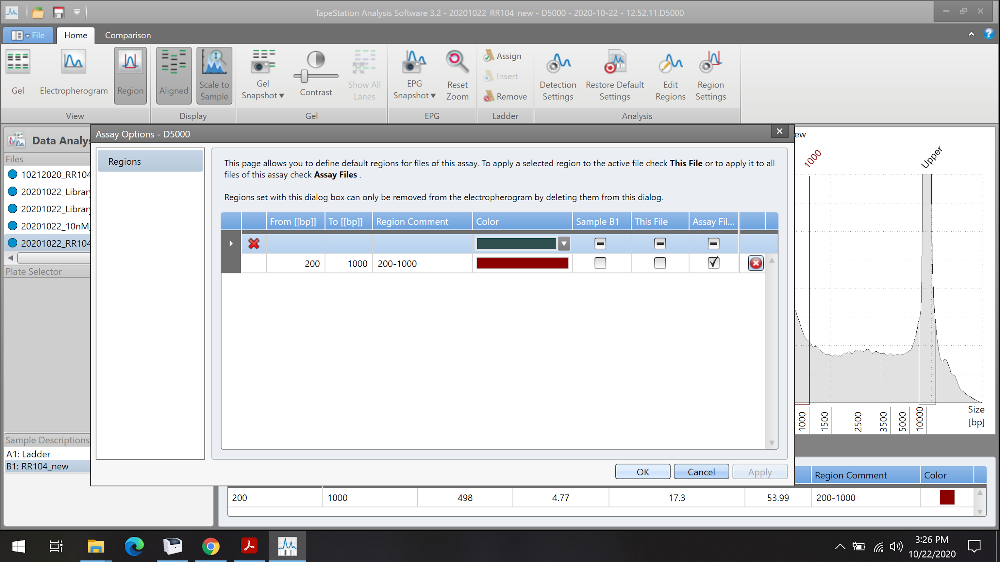 TapeStation Analysis Software 3.2 - 20201022_RR104_new - D5000 - 2020-10-22 - 12.52.11.D5000
File Home Comparison
Gel Electropherogram Region Aligned Scale to Sample Gel Snapshot Contrast Show All Lanes EPG Snapshot Reset Zoom Assign Insert Remove Detection Settings Restore Default Settings Edit Regions Region Settings
View Display Gel EPG Ladder Analysis
Data Analys
Files
10212020_RR104
20201022_Library
20201022_Library
20201022_10nM_
20201022_RR104
Plate Selector
Sample Descriptions
A1: Ladder
B1: RR104_new
Assay Options - D5000
Regions
This page allows you to define default regions for files of this assay. To apply a selected region to the active file check This File or to apply it to all
files of this assay check Assay Files .
Regions set with this dialog box can only be removed from the electropherogram by deleting them from this dialog.
From [[bp]] To [[bp]] Region Comment Color Sample B1 This File Assay Fil...
200 1000 200-1000
OK Cancel Apply
ew
1000 Upper
1000 1500 2500 3500 5000 10000
Size
[bp]
Region Comment Color
200 1000 498 4.77 17.3 53.99 200-1000
3:26 PM
10/22/2020